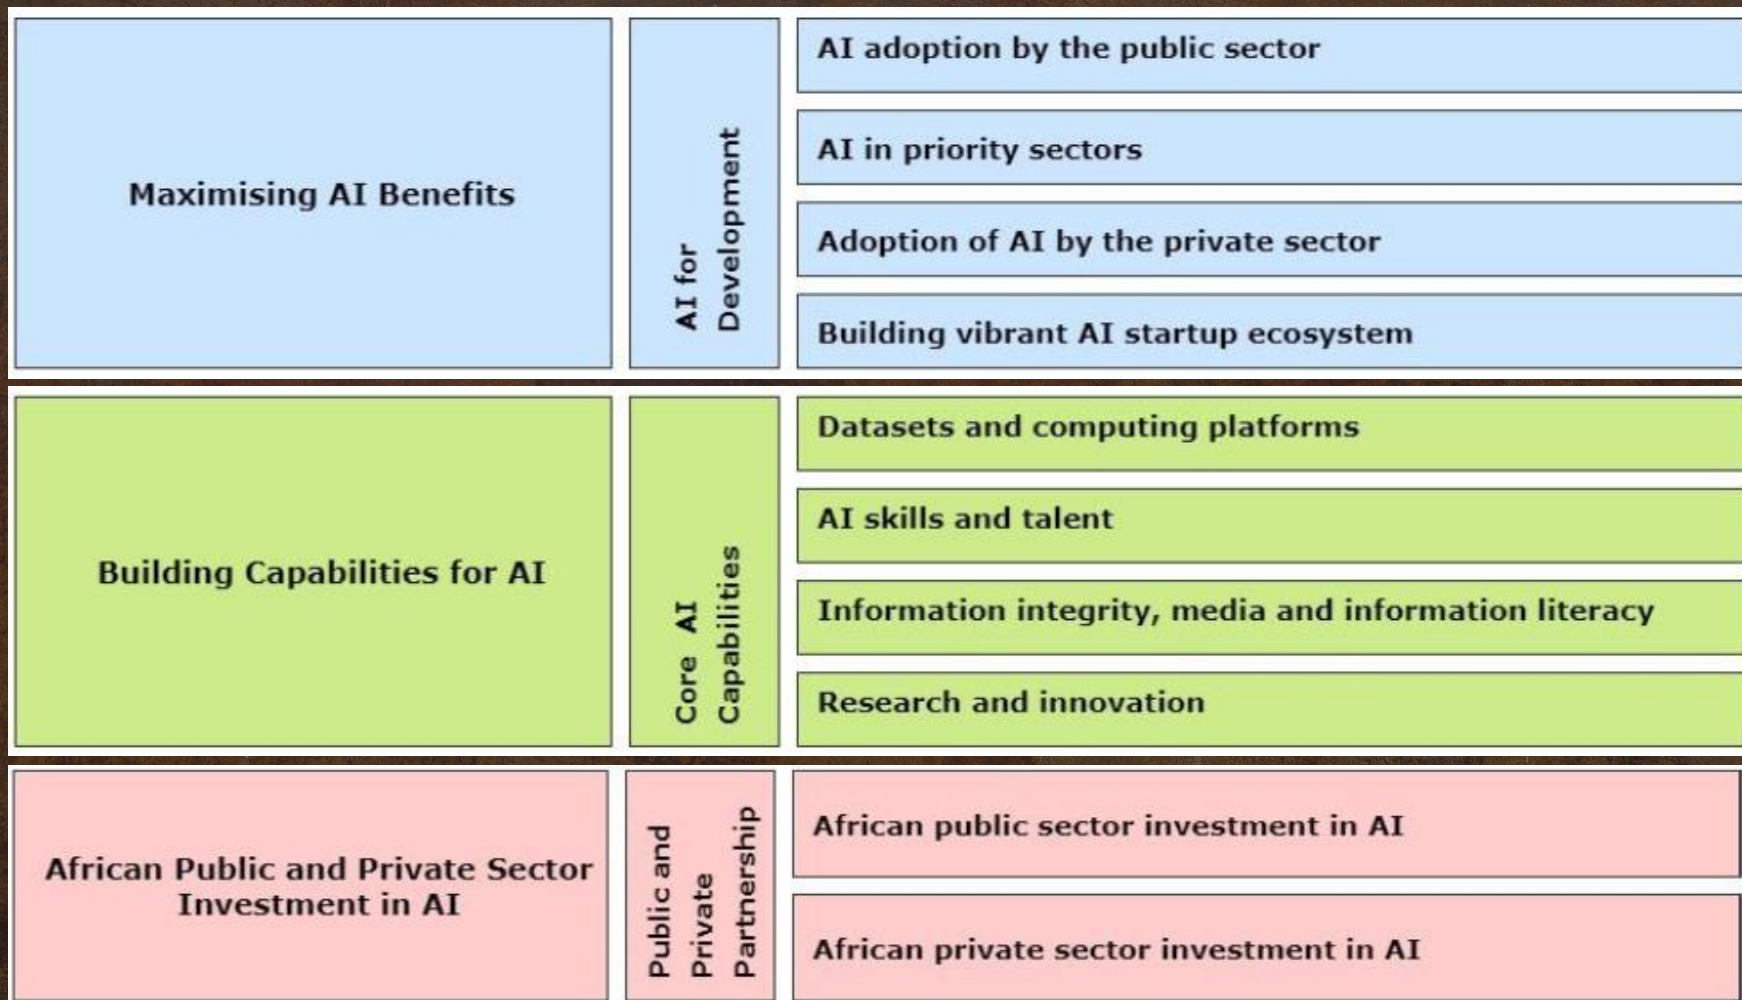 Maximising AI Benefits
AI for
Development
AI adoption by the public sector
AI in priority sectors
Adoption of AI by the private sector
Building vibrant AI startup ecosystem
Building Capabilities for AI
Core AI
Capabilities
Datasets and computing platforms
AI skills and talent
Information integrity, media and information literacy
Research and innovation
African Public and Private Sector
Investment in AI
Public and
Private
Partnership
African public sector investment in AI
African private sector investment in AI